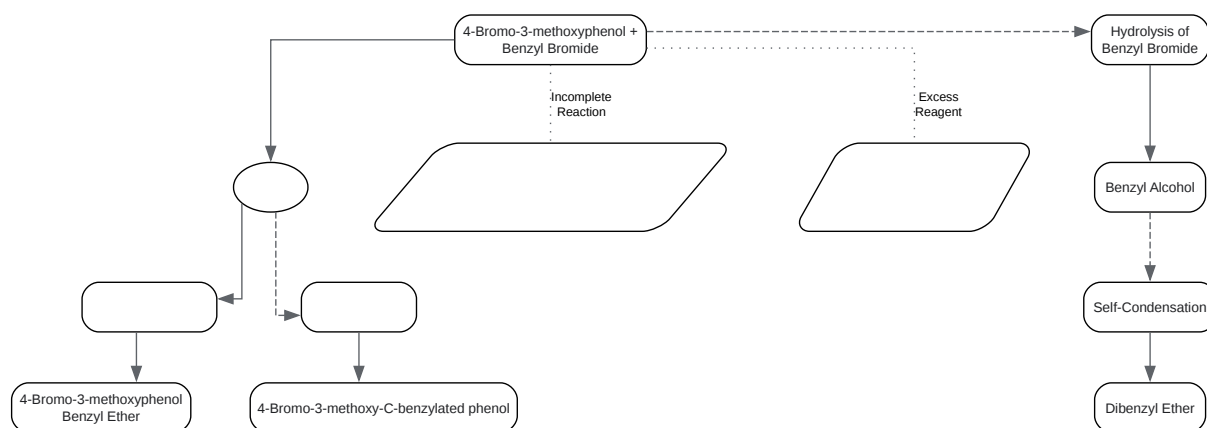 4-Bromo-3-methoxyphenol +
Benzyl Bromide
Hydrolysis of
Benzyl Bromide
Incomplete
Reaction
Excess
Reagent
Benzyl Alcohol
Self-Condensation
4-Bromo-3-methoxyphenol
Benzyl Ether
4-Bromo-3-methoxy-C-benzylated phenol
Dibenzyl Ether